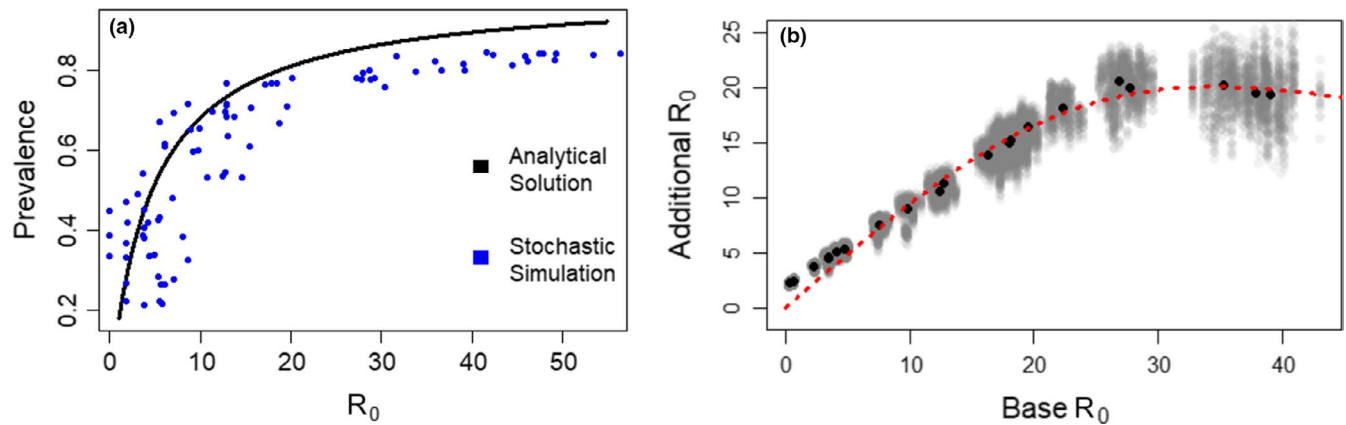 (a)
Prevalence
0.8
0.6
0.4
0.2
0 10 20 30 40 50
R₀
Analytical
Solution
Stochastic
Simulation
(b)
Additional R₀
25
20
15
10
5
0
0 10 20 30 40
Base R₀